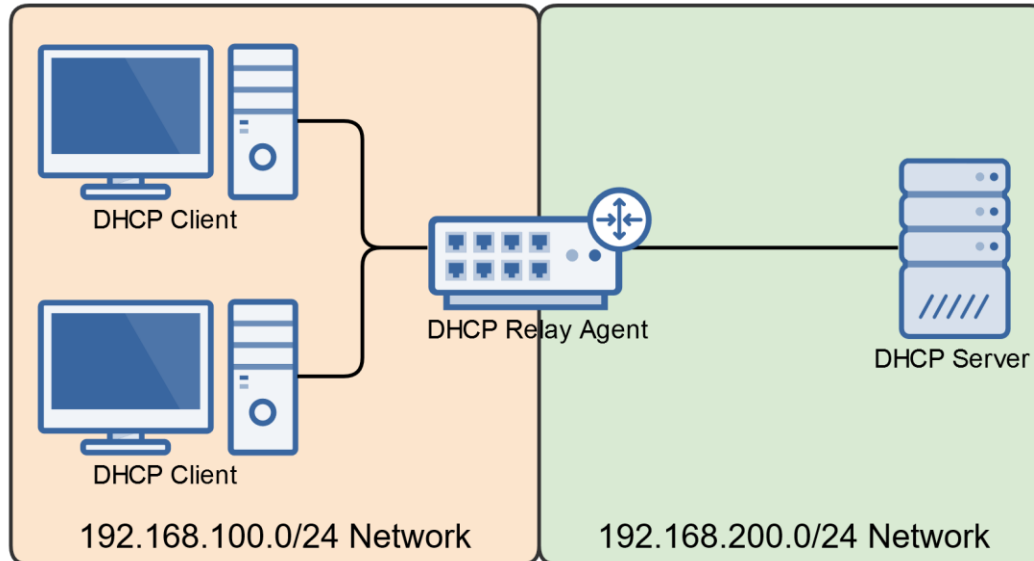 DHCP Client
DHCP Relay Agent
DHCP Server
DHCP Client
192.168.100.0/24 Network
192.168.200.0/24 Network